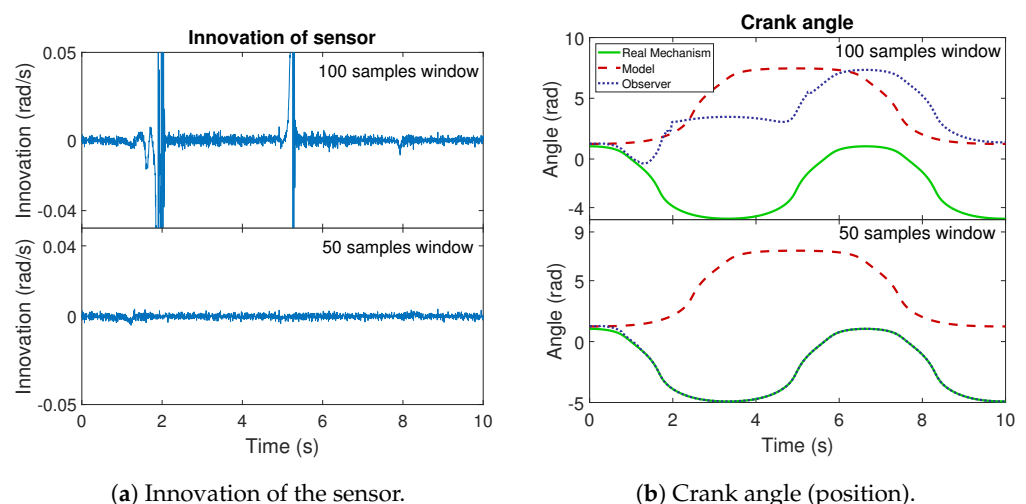 Innovation of sensor
0.05
100 samples window
0
-0.04
Innovation (rad/s)
0.04
50 samples window
0
-0.05
Innovation (rad/s)
0 2 4 6 8 10
Time (s)
(a) Innovation of the sensor.
Crank angle
10
Real Mechanism
Model
Observer
100 samples window
5
0
-4
Angle (rad)
9
50 samples window
5
0
-5
Angle (rad)
0 2 4 6 8 10
Time (s)
(b) Crank angle (position).